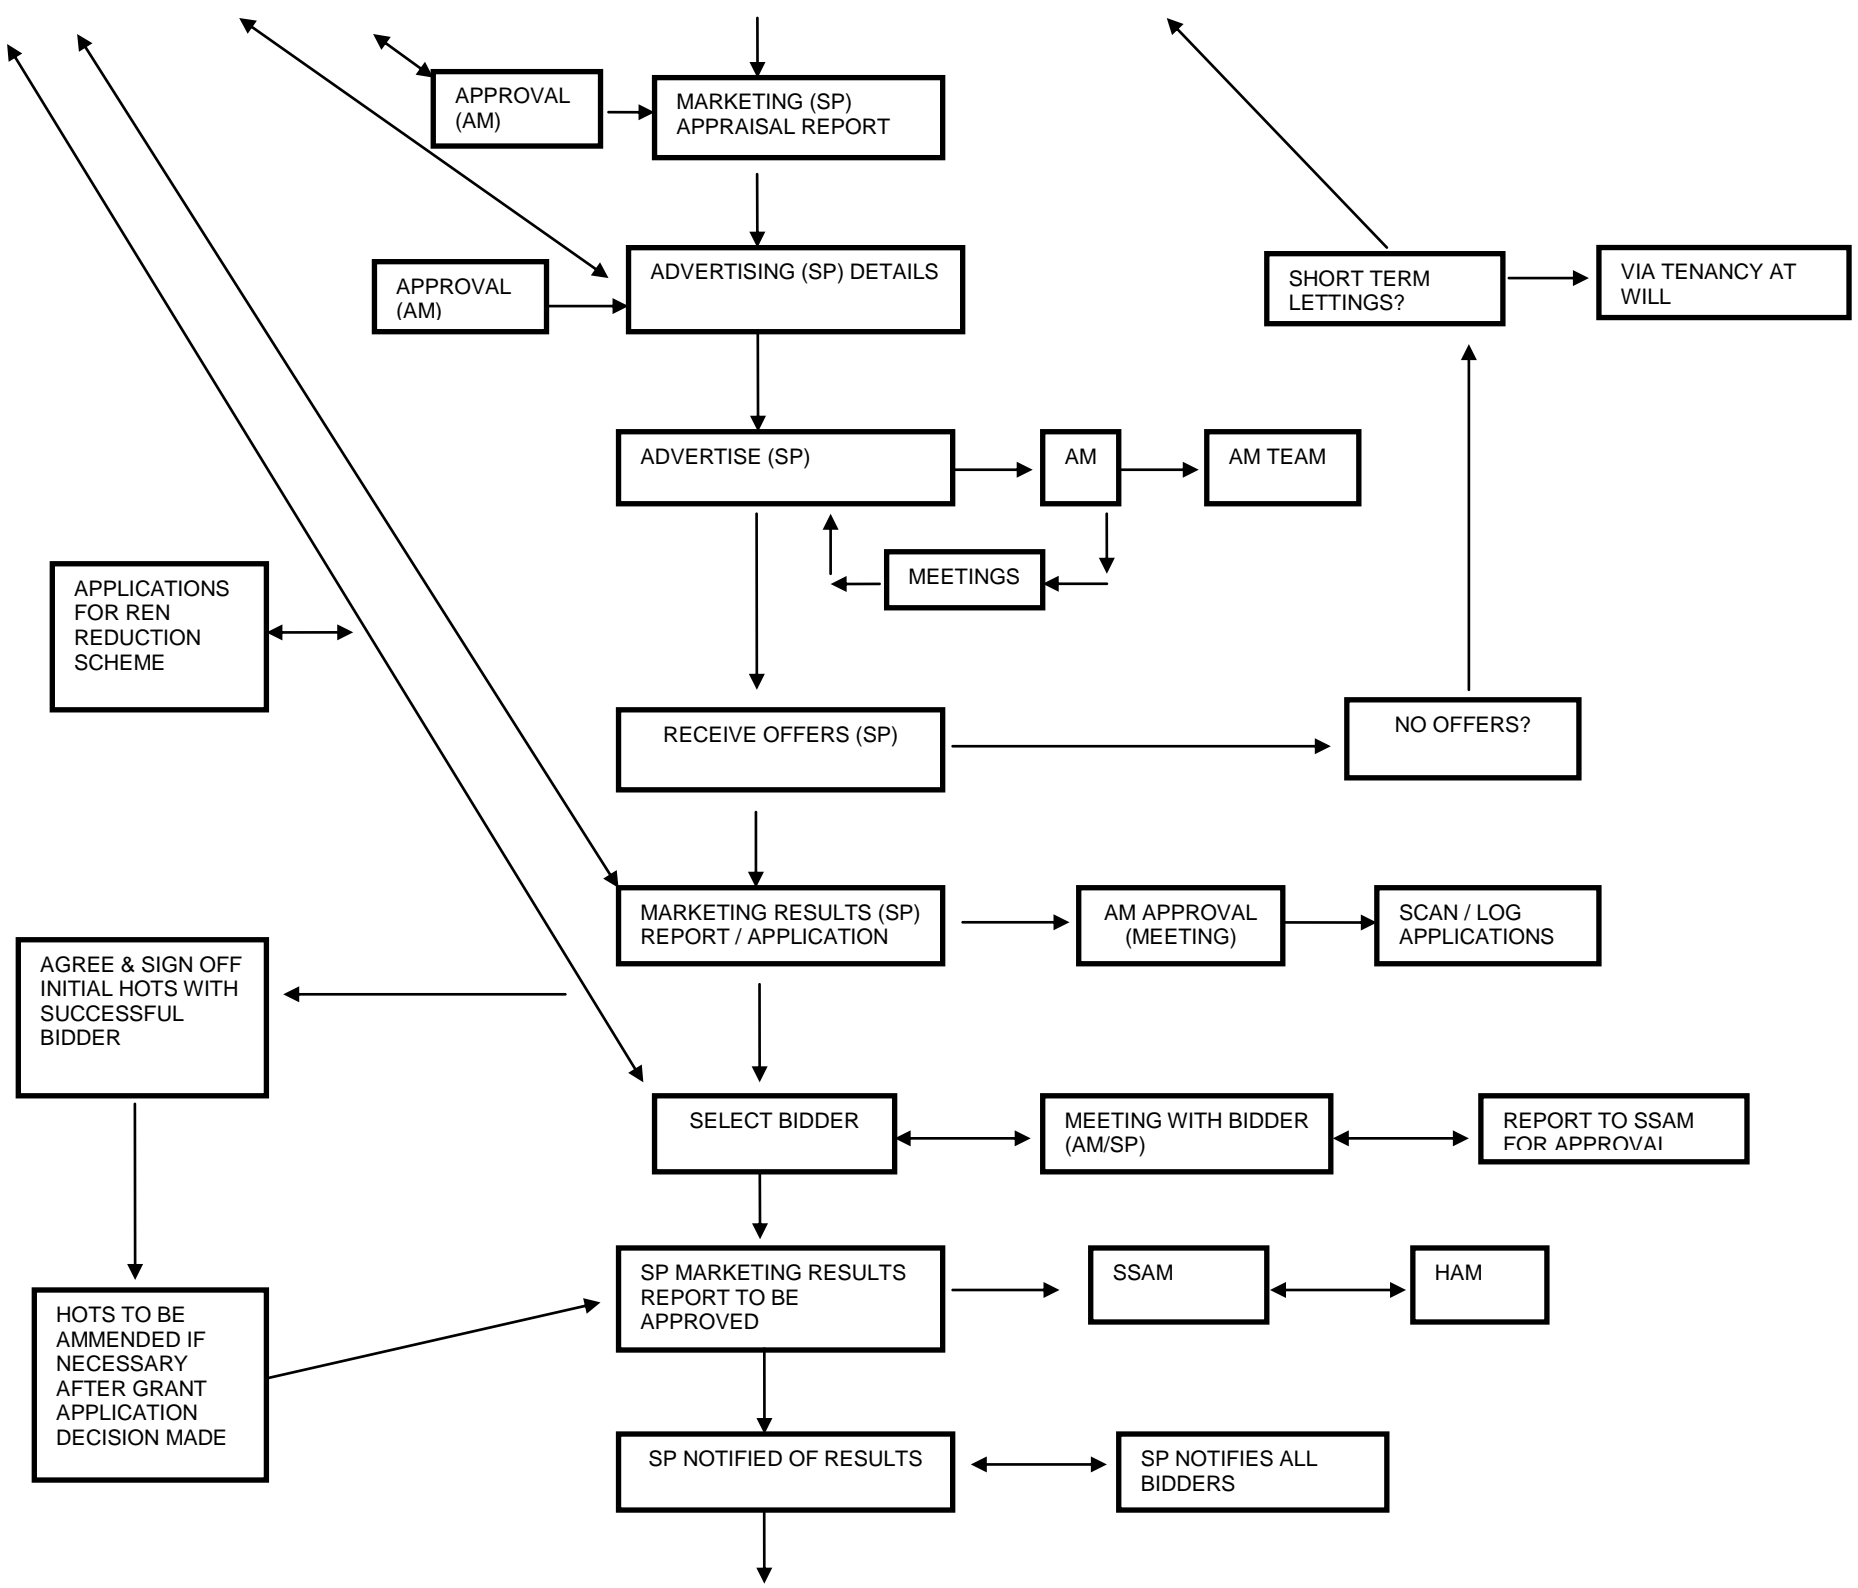 APPROVAL
(AM)
MARKETING (SP)
APPRAISAL REPORT
APPROVAL
(AM)
ADVERTISING (SP) DETAILS
SHORT TERM
LETTINGS?
VIA TENANCY AT
WILL
ADVERTISE (SP)
AM
AM TEAM
MEETINGS
APPLICATIONS
FOR REN
REDUCTION
SCHEME
RECEIVE OFFERS (SP)
NO OFFERS?
MARKETING RESULTS (SP)
REPORT / APPLICATION
AM APPROVAL
(MEETING)
SCAN / LOG
APPLICATIONS
AGREE & SIGN OFF
INITIAL HOTS WITH
SUCCESSFUL
BIDDER
SELECT BIDDER
MEETING WITH BIDDER
(AM/SP)
REPORT TO SSAM
FOR APPROVAL
SP MARKETING RESULTS
REPORT TO BE
APPROVED
SSAM
HAM
HOTS TO BE
AMMENDED IF
NECESSARY
AFTER GRANT
APPLICATION
DECISION MADE
SP NOTIFIED OF RESULTS
SP NOTIFIES ALL
BIDDERS